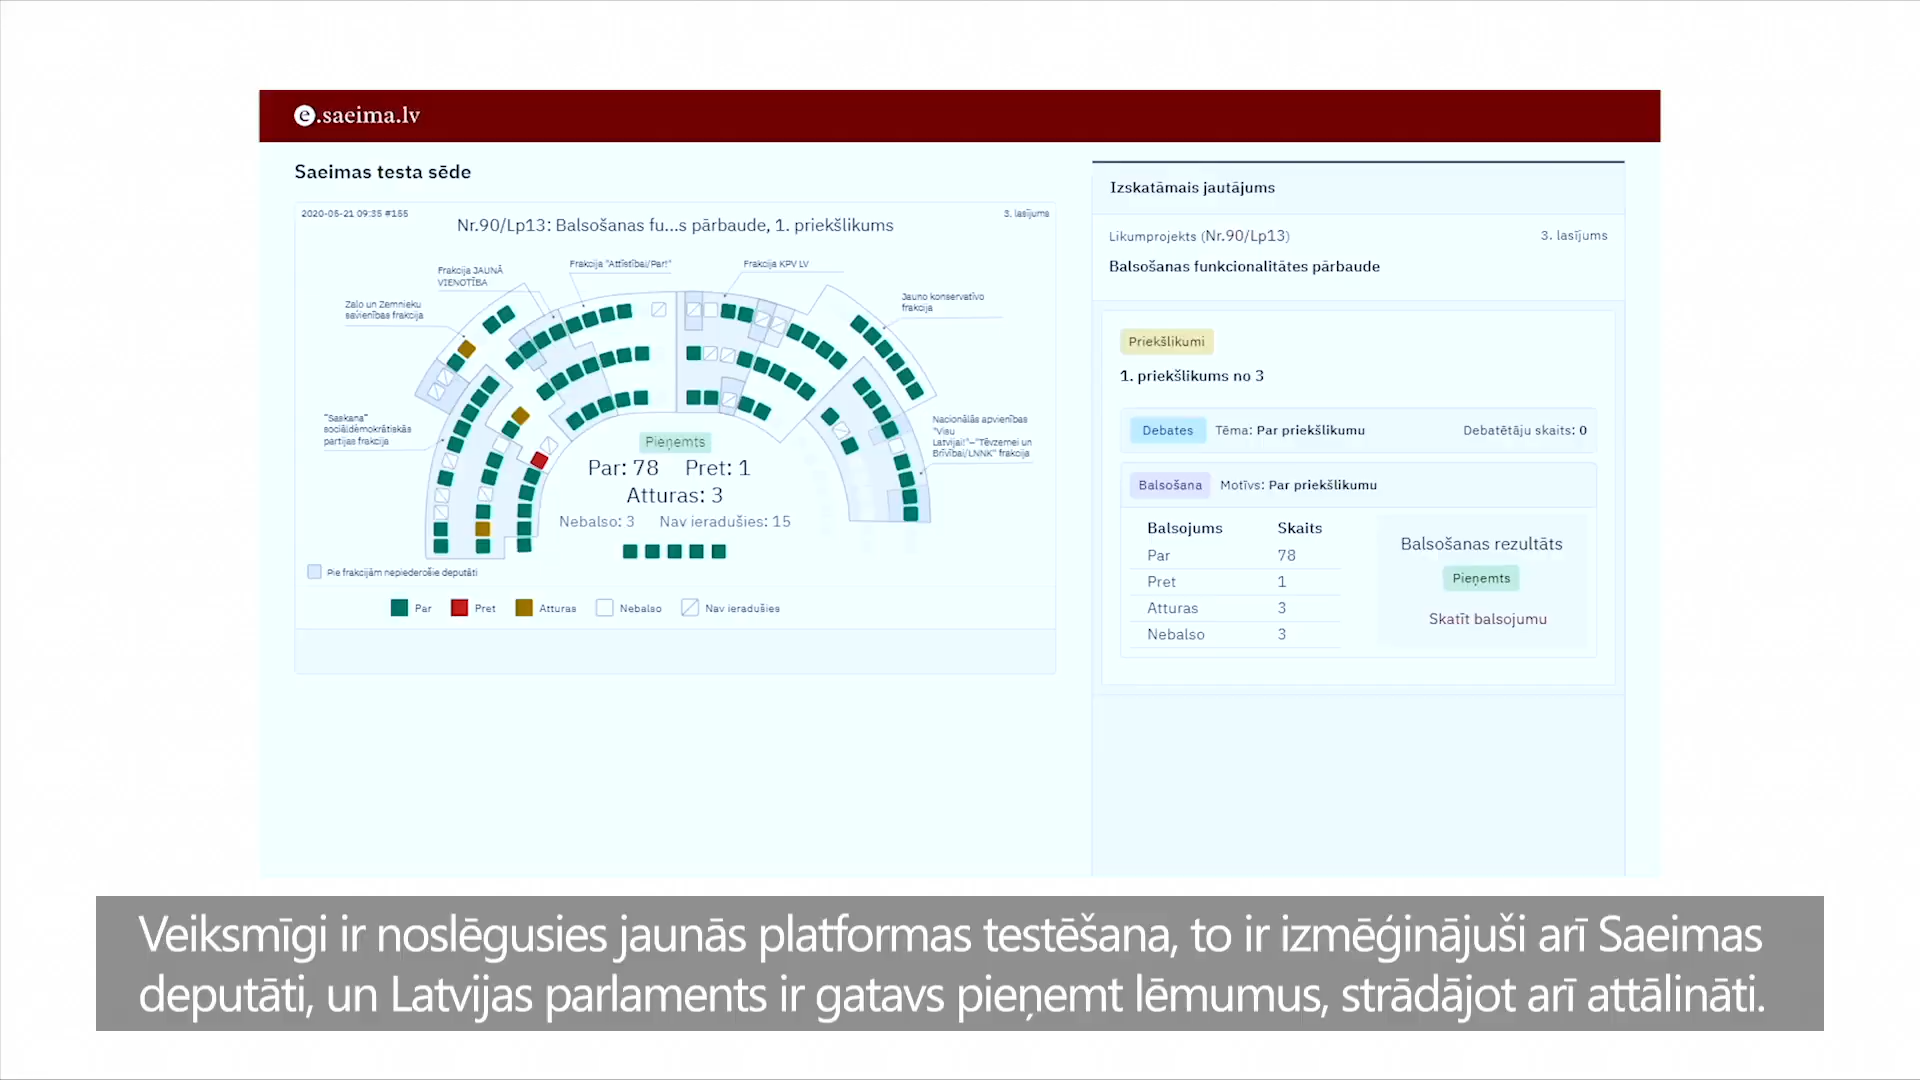 e.saeima.lv
Saeimas testa sēde
2020-05-21 09:35 #155
3. lasījums
Nr.90/Lp13: Balsošanas fu...s pārbaude, 1. priekšlikums
Frakcija JAUNĀ
VIENOTĪBA
Frakcija "Attīstībai/Par!"
Frakcija KPV LV
Zaļo un Zemnieku
savienības frakcija
Jauno konservatīvo
frakcija
"Saskaņa"
sociāldemokrātiskās
partijas frakcija
Nacionālās apvienības
"Visu
Latvijai!"–"Tēvzemei un
Brīvībai/LNNK" frakcija
Pieņemts
Par: 78 Pret: 1
Atturas: 3
Nebalso: 3 Nav ieradušies: 15
Pie frakcijām nepiederošie deputāti
Par Pret Atturas Nebalso Nav ieradušies
Izskatāmais jautājums
Likumprojekts (Nr.90/Lp13) 3. lasījums
Balsošanas funkcionalitātes pārbaude
Priekšlikumi
1. priekšlikums no 3
Debates Tēma: Par priekšlikumu Debatētāju skaits: 0
Balsošana Motīvs: Par priekšlikumu
Balsojums Skaits
Par 78
Pret 1
Atturas 3
Nebalso 3
Balsošanas rezultāts
Pieņemts
Skatīt balsojumu
Veiksmīgi ir noslēgusies jaunās platformas testēšana, to ir izmēģinājuši arī Saeimas
deputāti, un Latvijas parlaments ir gatavs pieņemt lēmumus, strādājot arī attālināti.